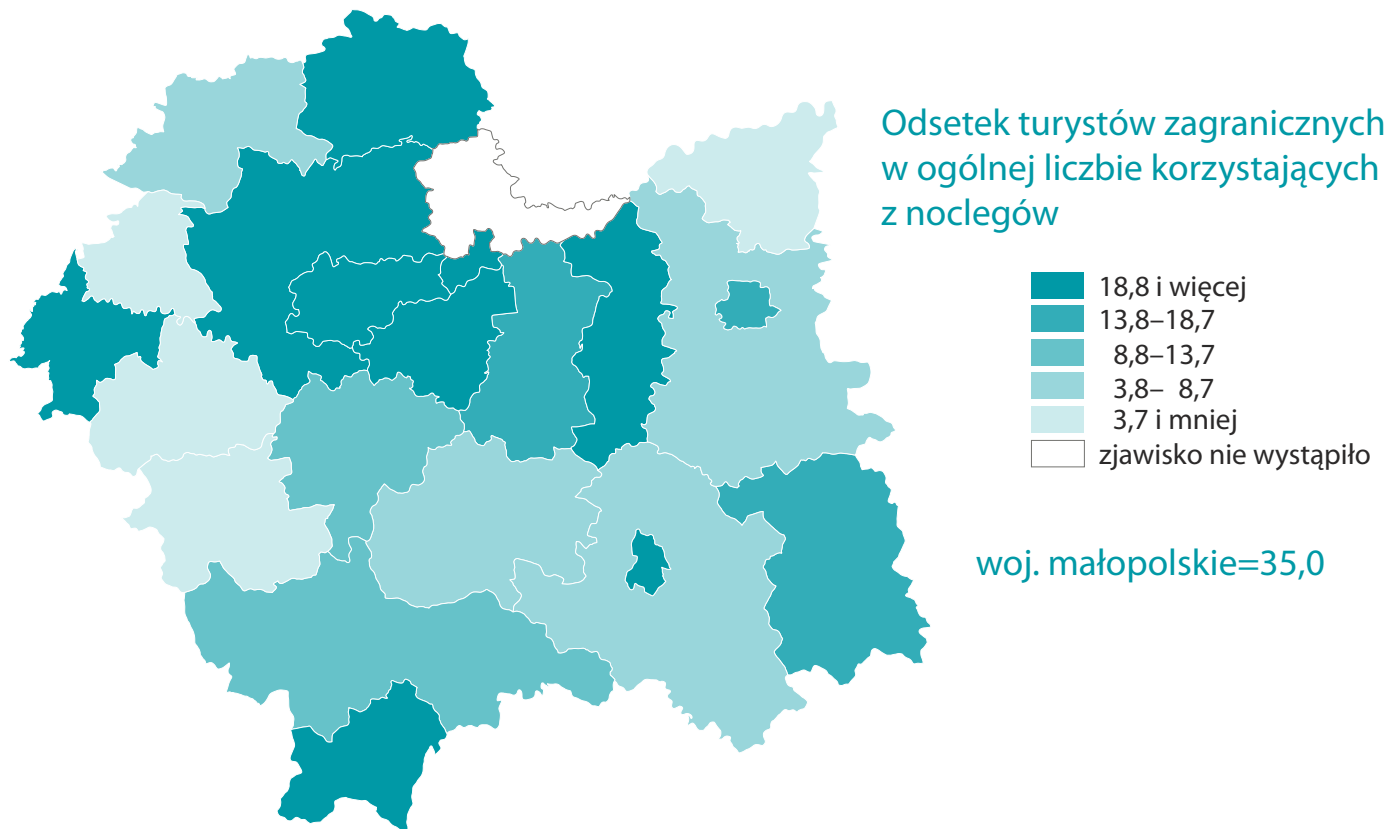 Odsetek turystów zagranicznych
w ogólnej liczbie korzystających
z noclegów
18,8 i więcej
13,8–18,7
8,8–13,7
3,8– 8,7
3,7 i mniej
zjawisko nie wystąpiło
woj. małopolskie=35,0